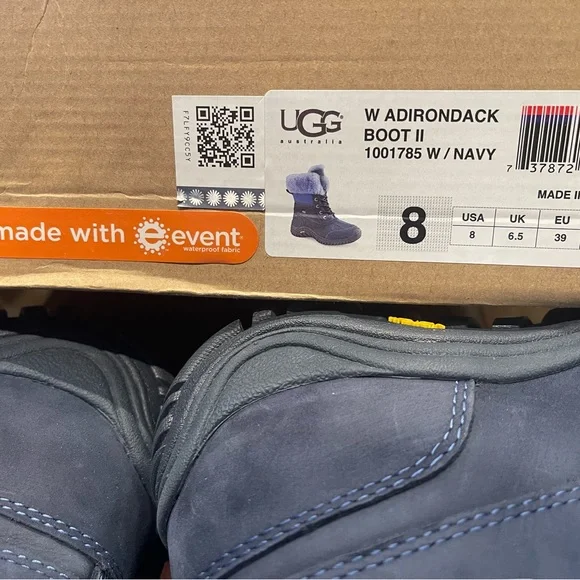 F7LFY9CC5Y
UGG
australia
W ADIRONDACK
BOOT II
1001785 W / NAVY
7 37872
MADE I
8
USA UK EU
8 6.5 39
made with e event
waterproof fabric